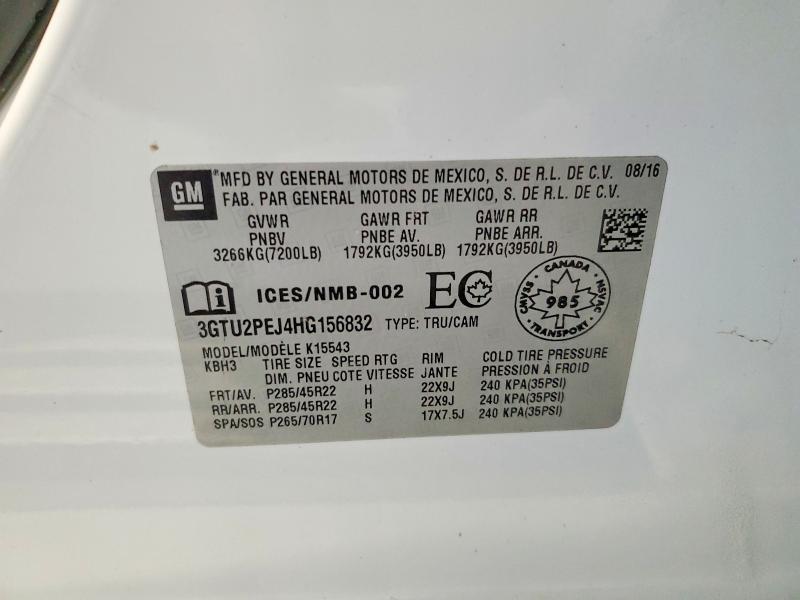 GM
MFD BY GENERAL MOTORS DE MEXICO, S. DE R.L. DE C.V. 08/16
FAB. PAR GENERAL MOTORS DE MEXICO, S. DE R.L. DE C.V.
GVWR GAWR FRT GAWR RR
PNBV PNBE AV. PNBE ARR.
3266KG(7200LB) 1792KG(3950LB) 1792KG(3950LB)
i ICES/NMB-002 EC
CANADA
CMVSS 985 NSVAC
TRANSPORT
3GTU2PEJ4HG156832 TYPE: TRU/CAM
MODEL/MODÈLE K15543
KBH3 TIRE SIZE SPEED RTG RIM COLD TIRE PRESSURE
DIM. PNEU COTE VITESSE JANTE PRESSION À FROID
FRT/AV. P285/45R22 H 22X9J 240 KPA(35PSI)
RR/ARR. P285/45R22 H 22X9J 240 KPA(35PSI)
SPA/SOS P265/70R17 S 17X7.5J 240 KPA(35PSI)